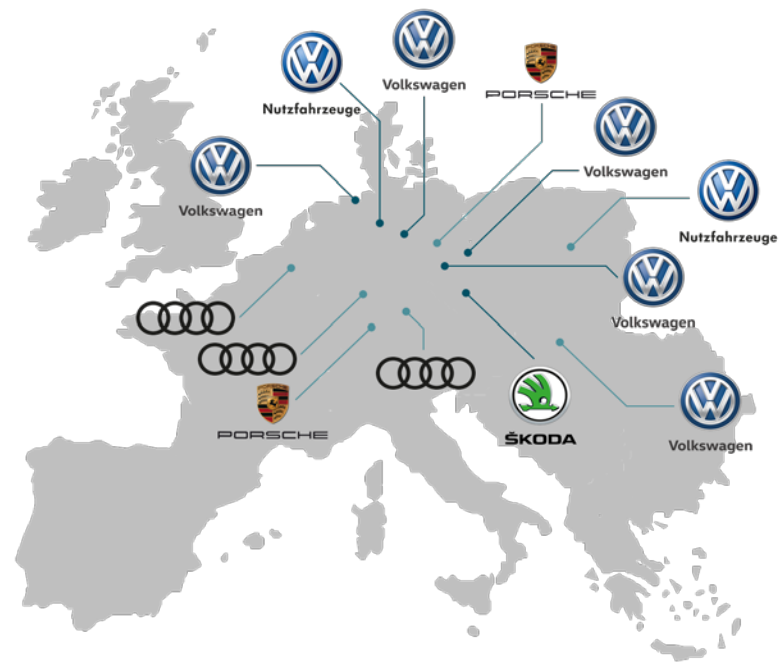 Volkswagen
Nutzfahrzeuge
PORSCHE
Volkswagen
Volkswagen
Nutzfahrzeuge
Volkswagen
PORSCHE
ŠKODA
Volkswagen